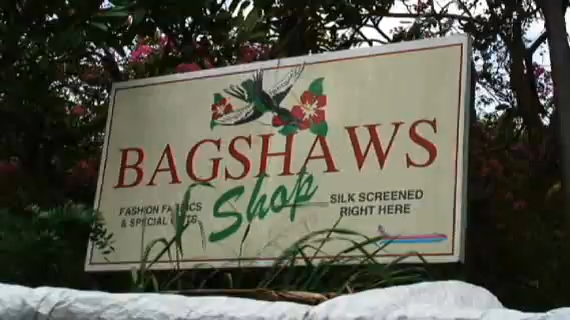 BAGSHAWS
Shop
FASHION FABRICS
& SPECIAL GIFTS
SILK SCREENED
RIGHT HERE